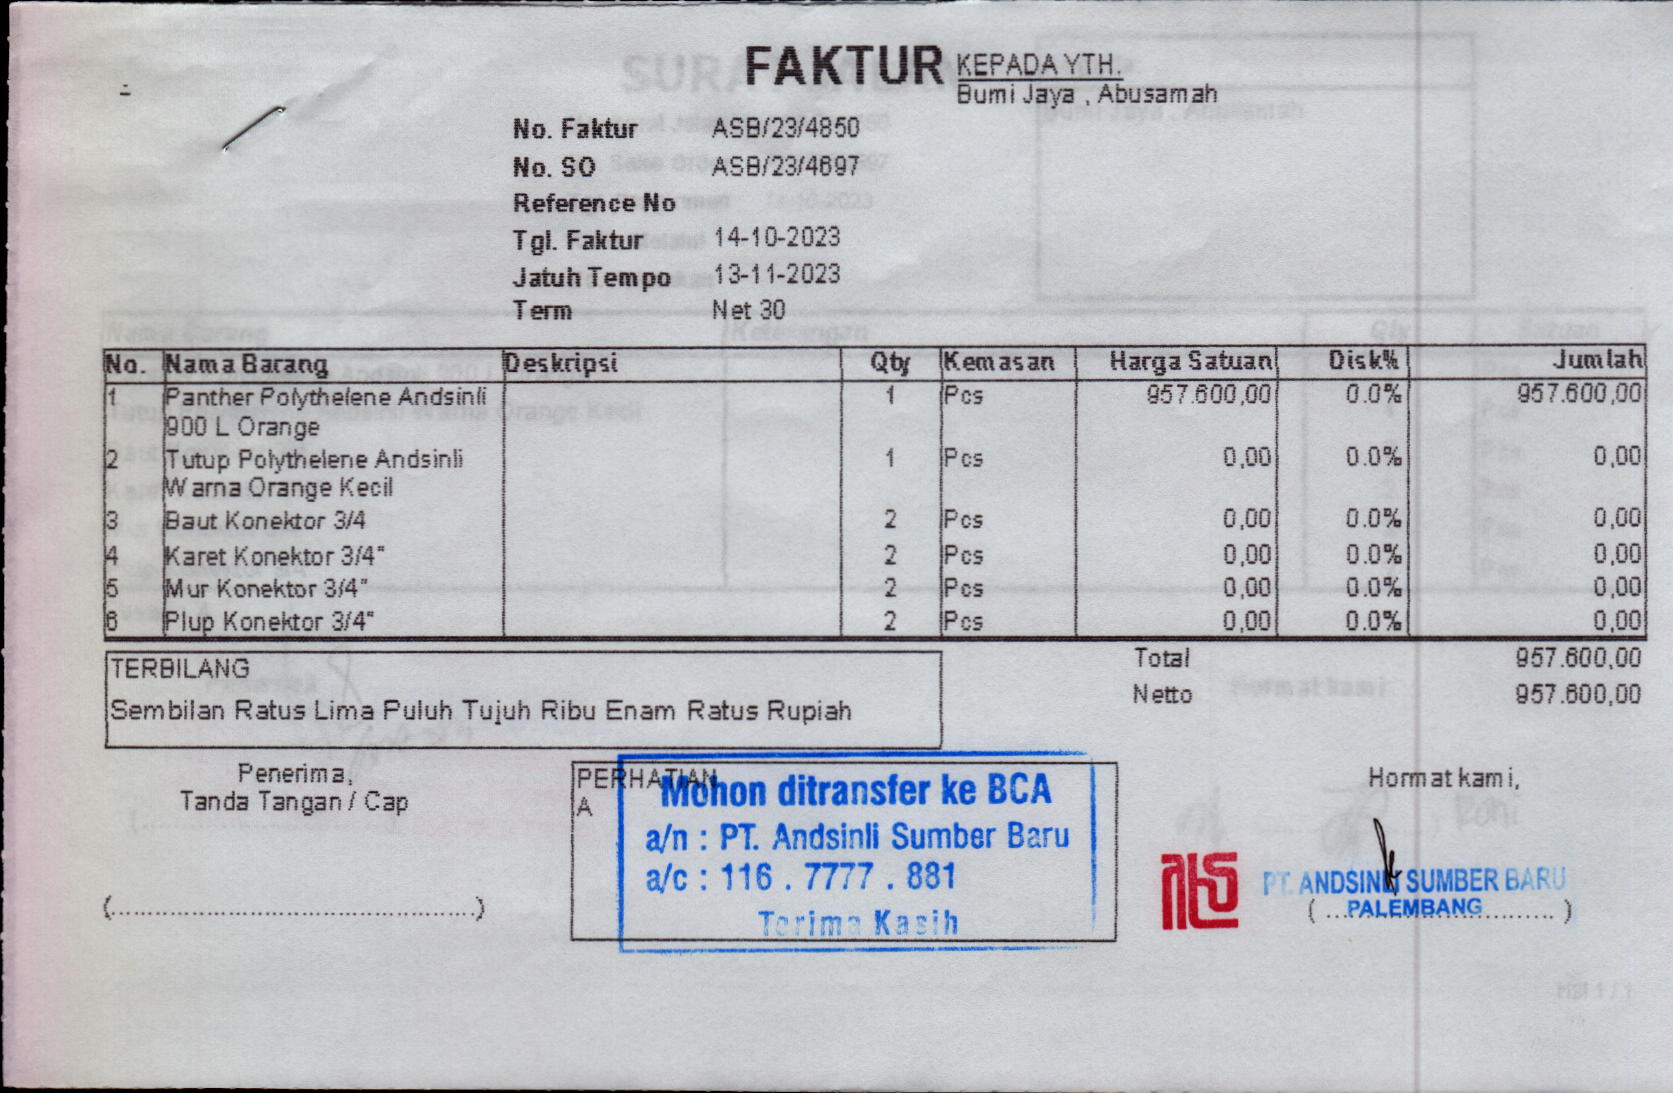 FAKTUR
KEPADA YTH.
Bumi Jaya , Abusamah
No. Faktur ASB/23/4850
No. SO ASB/23/4697
Reference No
Tgl. Faktur 14-10-2023
Jatuh Tempo 13-11-2023
Term Net 30
No. Nama Barang Deskripsi Qty Kemasan Harga Satuan Disk% Jumlah
1 Panther Polythelene Andsinli 1 Pcs 957.600,00 0.0% 957.600,00
900 L Orange
2 Tutup Polythelene Andsinli 1 Pcs 0,00 0.0% 0,00
Warna Orange Kecil
3 Baut Konektor 3/4 2 Pcs 0,00 0.0% 0,00
4 Karet Konektor 3/4" 2 Pcs 0,00 0.0% 0,00
5 Mur Konektor 3/4" 2 Pcs 0,00 0.0% 0,00
6 Plup Konektor 3/4" 2 Pcs 0,00 0.0% 0,00
TERBILANG
Sembilan Ratus Lima Puluh Tujuh Ribu Enam Ratus Rupiah
Total 957.600,00
Netto 957.600,00
Penerima,
Tanda Tangan / Cap
(................................................)
PERHATIAN
A
Mohon ditransfer ke BCA
a/n : PT. Andsinli Sumber Baru
a/c : 116 . 7777 . 881
Terima Kasih
Hormat kami,
PT. ANDSINLI SUMBER BARU
PALEMBANG